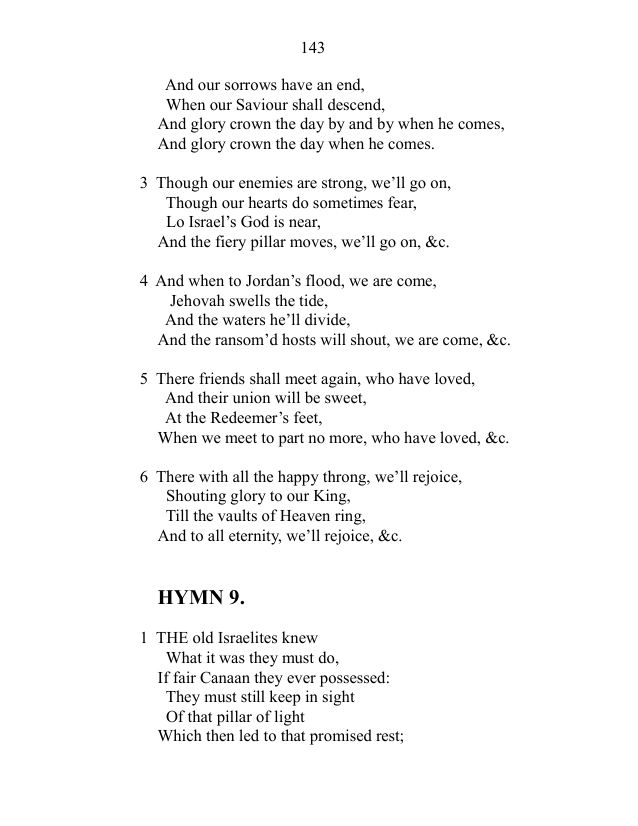 143
And our sorrows have an end,
When our Saviour shall descend,
And glory crown the day by and by when he comes,
And glory crown the day when he comes.
3 Though our enemies are strong, we’ll go on,
Though our hearts do sometimes fear,
Lo Israel’s God is near,
And the fiery pillar moves, we’ll go on, &c.
4 And when to Jordan’s flood, we are come,
Jehovah swells the tide,
And the waters he’ll divide,
And the ransom’d hosts will shout, we are come, &c.
5 There friends shall meet again, who have loved,
And their union will be sweet,
At the Redeemer’s feet,
When we meet to part no more, who have loved, &c.
6 There with all the happy throng, we’ll rejoice,
Shouting glory to our King,
Till the vaults of Heaven ring,
And to all eternity, we’ll rejoice, &c.
HYMN 9.
1 THE old Israelites knew
What it was they must do,
If fair Canaan they ever possessed:
They must still keep in sight
Of that pillar of light
Which then led to that promised rest;